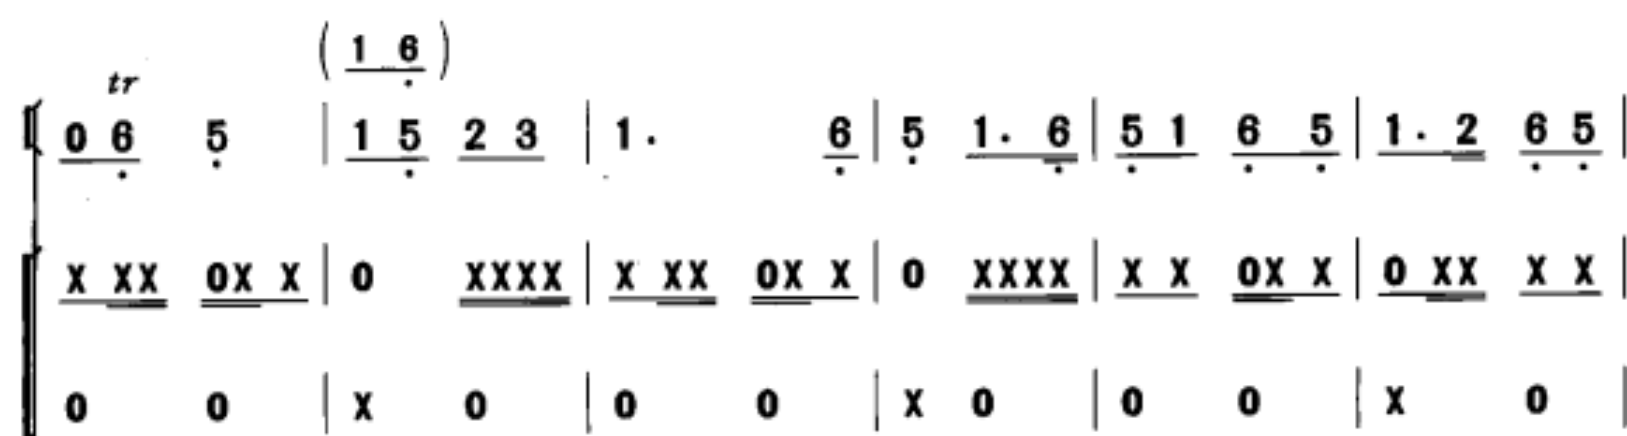 ( 1 6 )
tr
0 6 5 | 1 5 2 3 | 1 . 6 | 5 1 . 6 | 5 1 6 5 | 1 . 2 6 5 |
X XX 0X X | 0 XXXX | X XX 0X X | 0 XXXX | X X 0X X | 0 XX X X |
0 0 | X 0 | 0 0 | X 0 | 0 0 | X 0 |